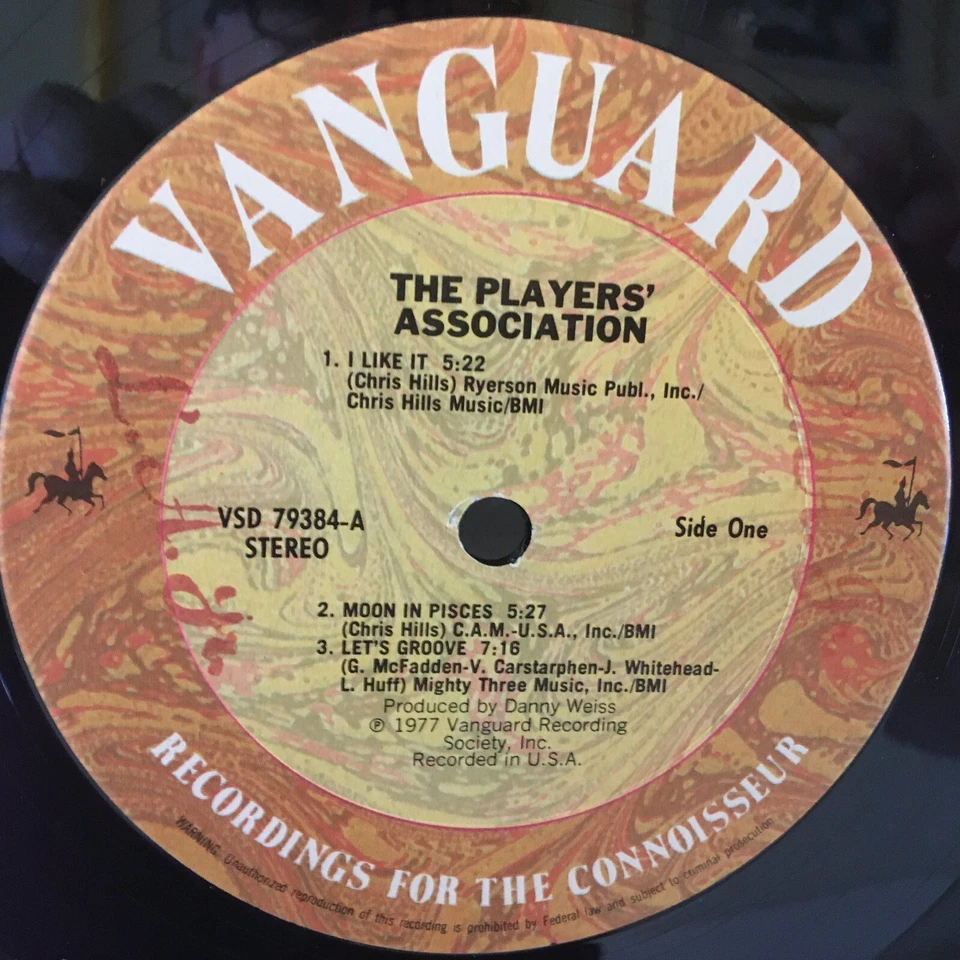 VANGUARD
THE PLAYERS'
ASSOCIATION
1. I LIKE IT 5:22
(Chris Hills) Ryerson Music Publ., Inc./
Chris Hills Music/BMI
VSD 79384-A
STEREO
Side One
2. MOON IN PISCES 5:27
(Chris Hills) C.A.M.-U.S.A., Inc./BMI
3. LET'S GROOVE 7:16
(G. McFadden-V. Carstarphen-J. Whitehead-
L. Huff) Mighty Three Music, Inc./BMI
Produced by Danny Weiss
℗ 1977 Vanguard Recording
Society, Inc.
Recorded in U.S.A.
RECORDINGS FOR THE CONNOISSEUR
WARNING: Unauthorized reproduction of this recording is prohibited by Federal law and subject to criminal prosecution